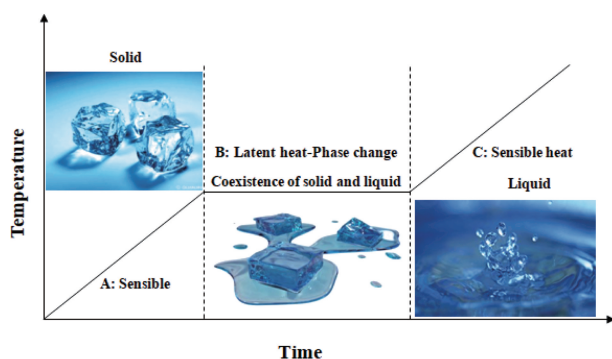 Solid
B: Latent heat-Phase change
Coexistence of solid and liquid
C: Sensible heat
Liquid
A: Sensible
Temperature
Time